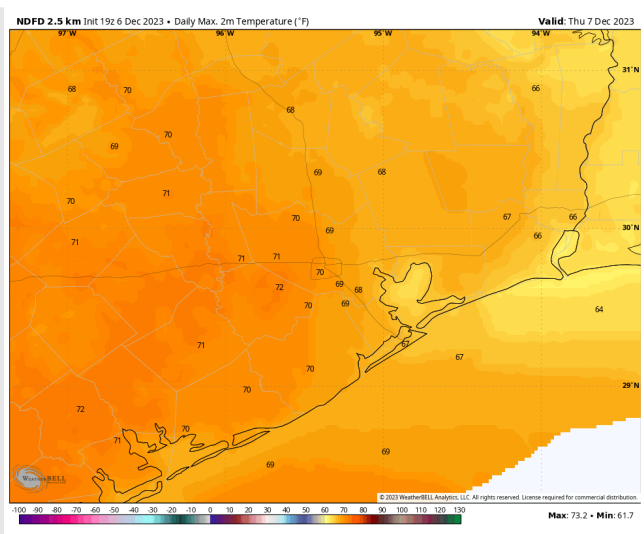 NDFD 2.5 km Init 19z 6 Dec 2023 • Daily Max. 2m Temperature (˚F) Valid: Thu 7 Dec 2023
97˚W 96˚W 95˚W 94˚W
31˚N
68 70 66
68
70
69
69 68
71
70
70 67 66
69 66 30˚N
71
71 71
70
72 69 68
70 69 64
71 67
67
70 29˚N
70
72
70
71
69
69
WeatherBELL
© 2023 WeatherBELL Analytics, LLC. All rights reserved. License required for commercial distribution.
-100 -90 -80 -70 -60 -50 -40 -30 -20 -10 0 10 20 30 40 50 60 70 80 90 100 110 120 130
Max: 73.2 • Min: 61.7